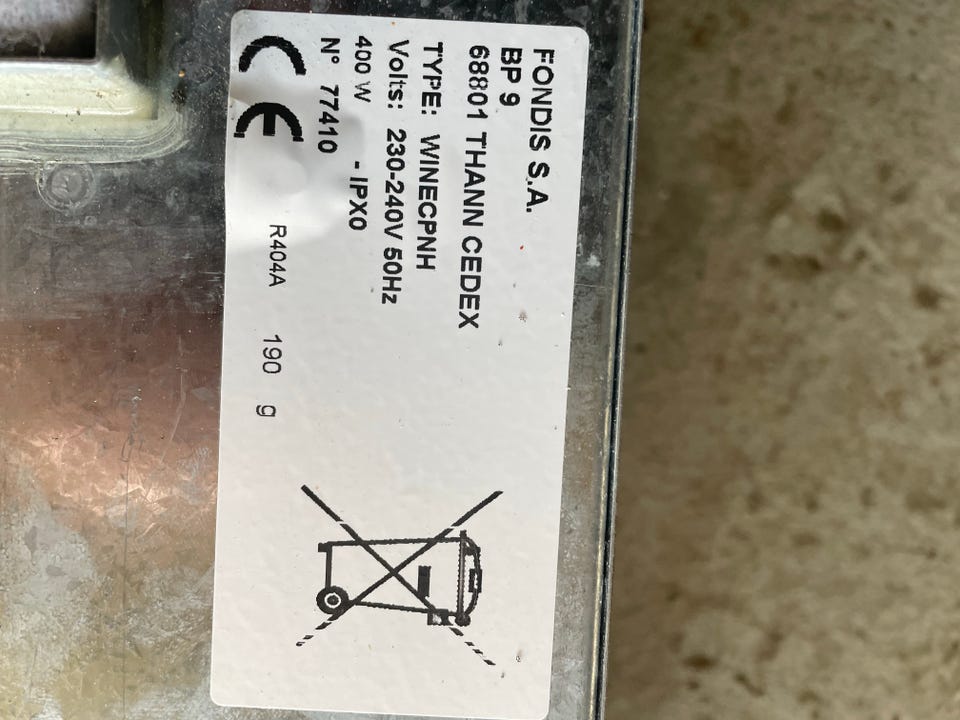 FONDIS S.A.
BP 9
68801 THANN CEDEX
TYPE: WINECPNH
Volts: 230-240V 50Hz
400 W - IPX0
N° 77410
CE R404A 190 g